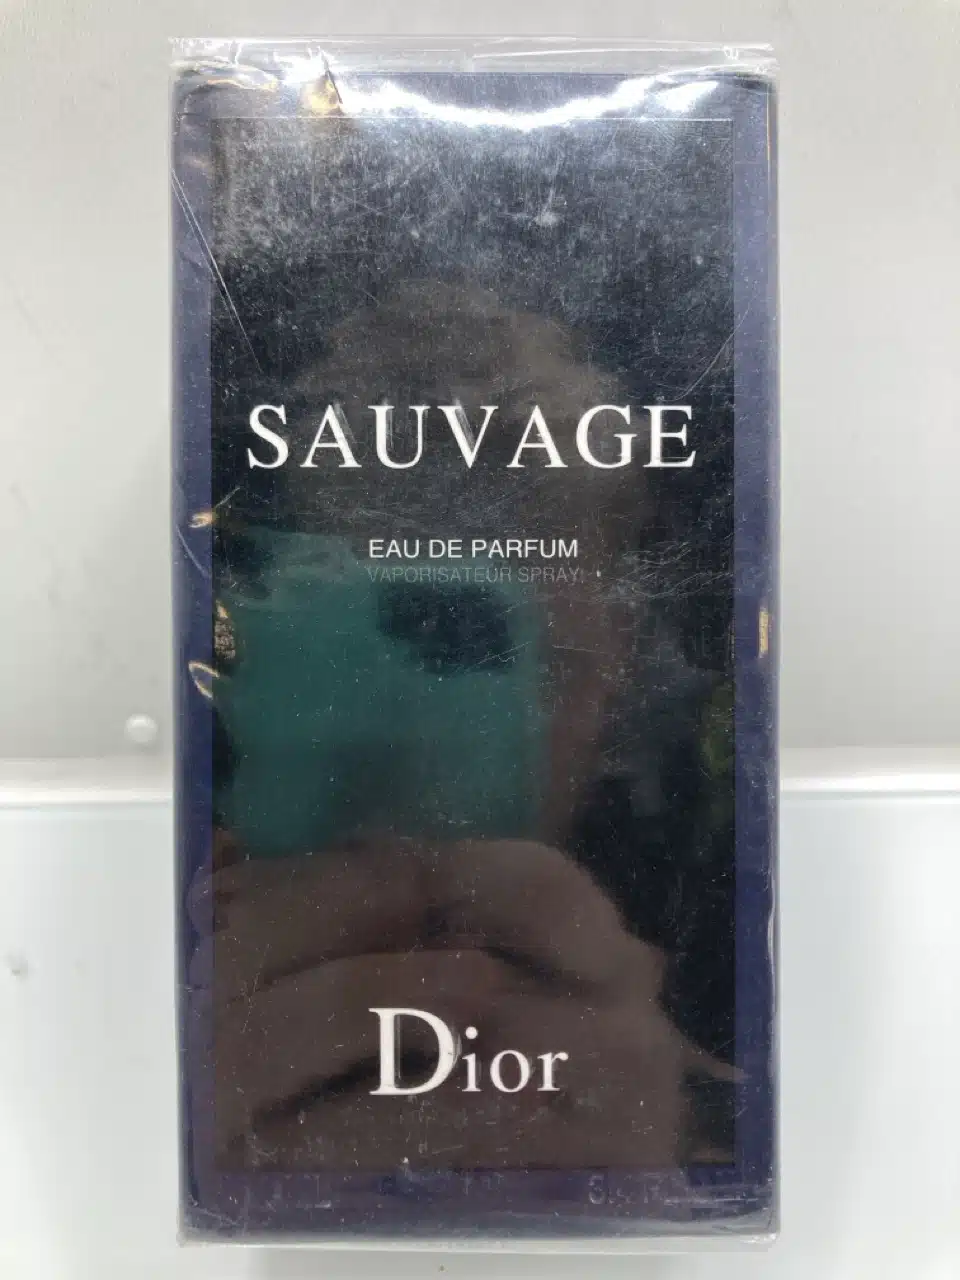 SAUVAGE
EAU DE PARFUM
VAPORISATEUR SPRAY
Dior